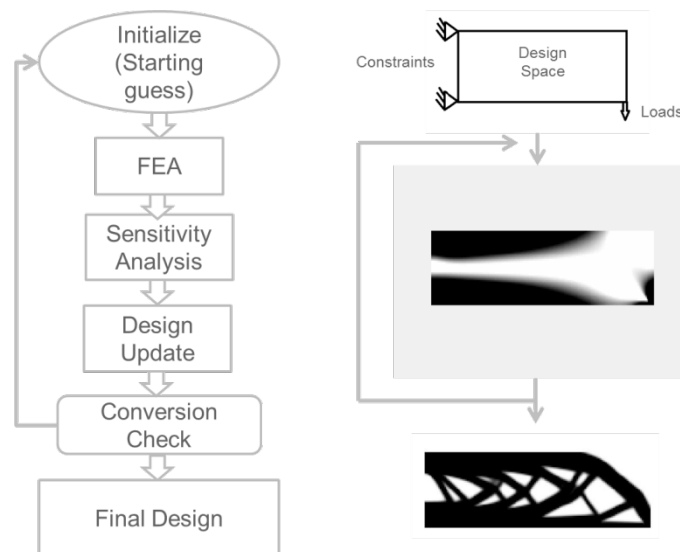 Initialize
(Starting
guess)
FEA
Sensitivity
Analysis
Design
Update
Conversion
Check
Final Design
Constraints
Design
Space
Loads